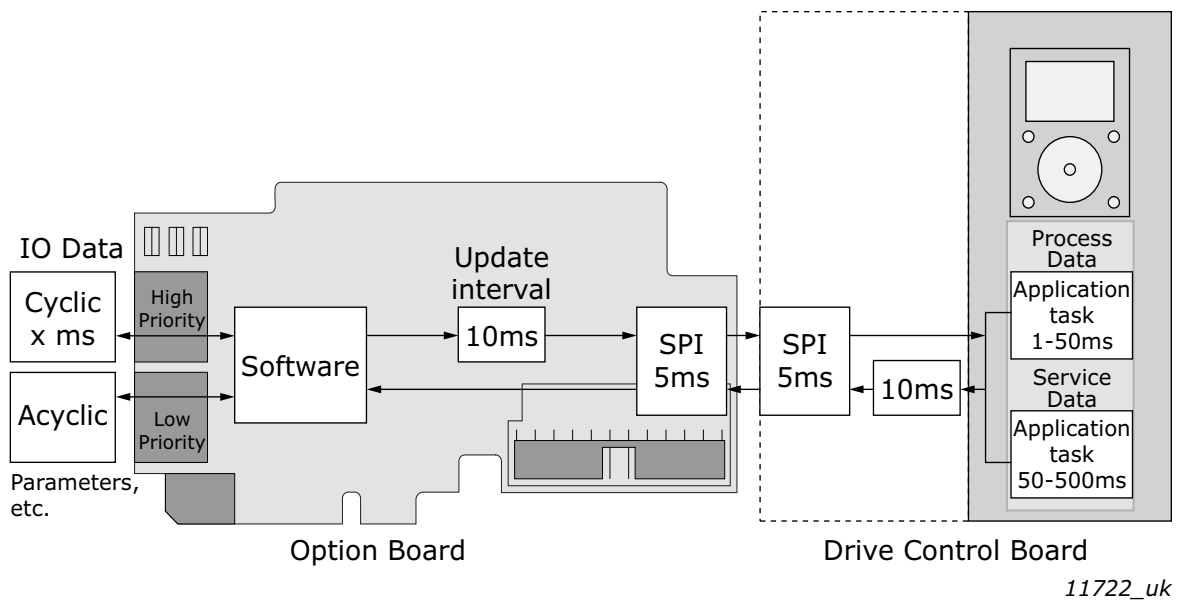 IO Data
Cyclic
x ms
High
Priority
Acyclic
Low
Priority
Parameters,
etc.
Software
Update
interval
10ms
SPI
5ms
SPI
5ms
10ms
Process
Data
Application
task
1-50ms
Service
Data
Application
task
50-500ms
Option Board
Drive Control Board
11722_uk